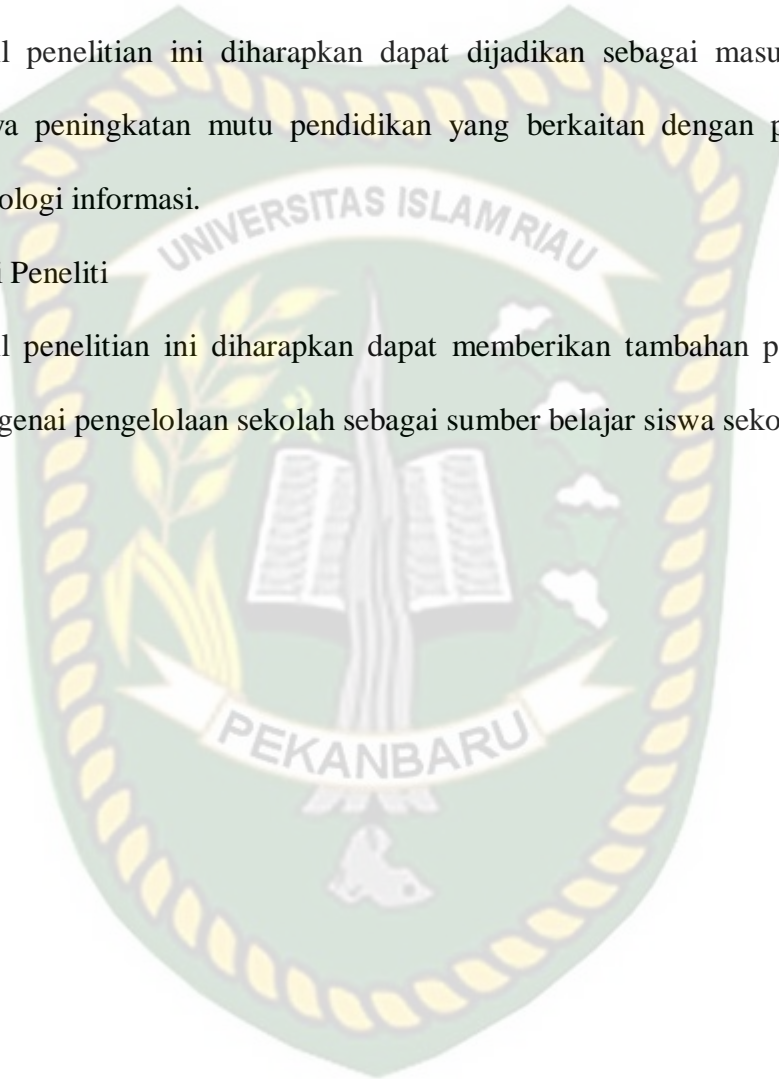 l penelitian ini diharapkan dapat dijadikan sebagai masu
a peningkatan mutu pendidikan yang berkaitan dengan p
ologi informasi.
UNIVERSITAS ISLAM RIAU
i Peneliti
l penelitian ini diharapkan dapat memberikan tambahan p
genai pengelolaan sekolah sebagai sumber belajar siswa seko
PEKANBARU